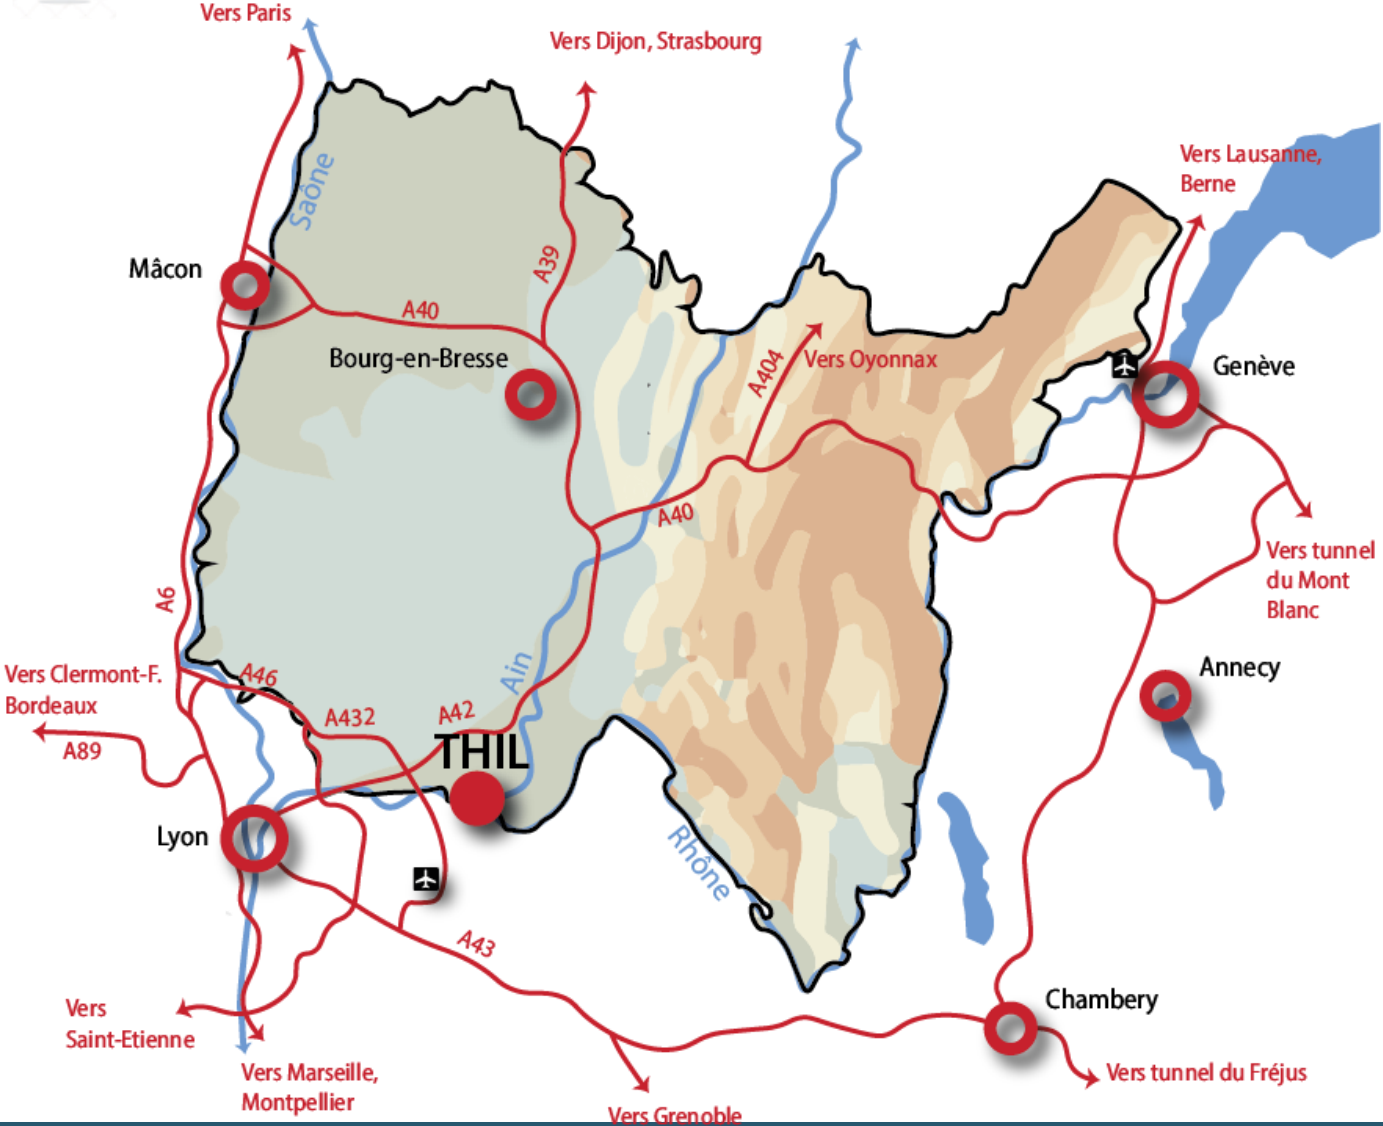 Vers Paris
Vers Dijon, Strasbourg
Vers Lausanne,
Berne
Saône
Mâcon
A39
A40
Bourg-en-Bresse
A404
Vers Oyonnax
Genève
A40
Vers tunnel
du Mont
Blanc
A6
Ain
Annecy
Vers Clermont-F.
Bordeaux
A46
A432
A42
A89
THIL
Lyon
Rhône
A43
Vers
Saint-Etienne
Chambery
Vers Marseille,
Montpellier
Vers tunnel du Fréjus
Vers Grenoble